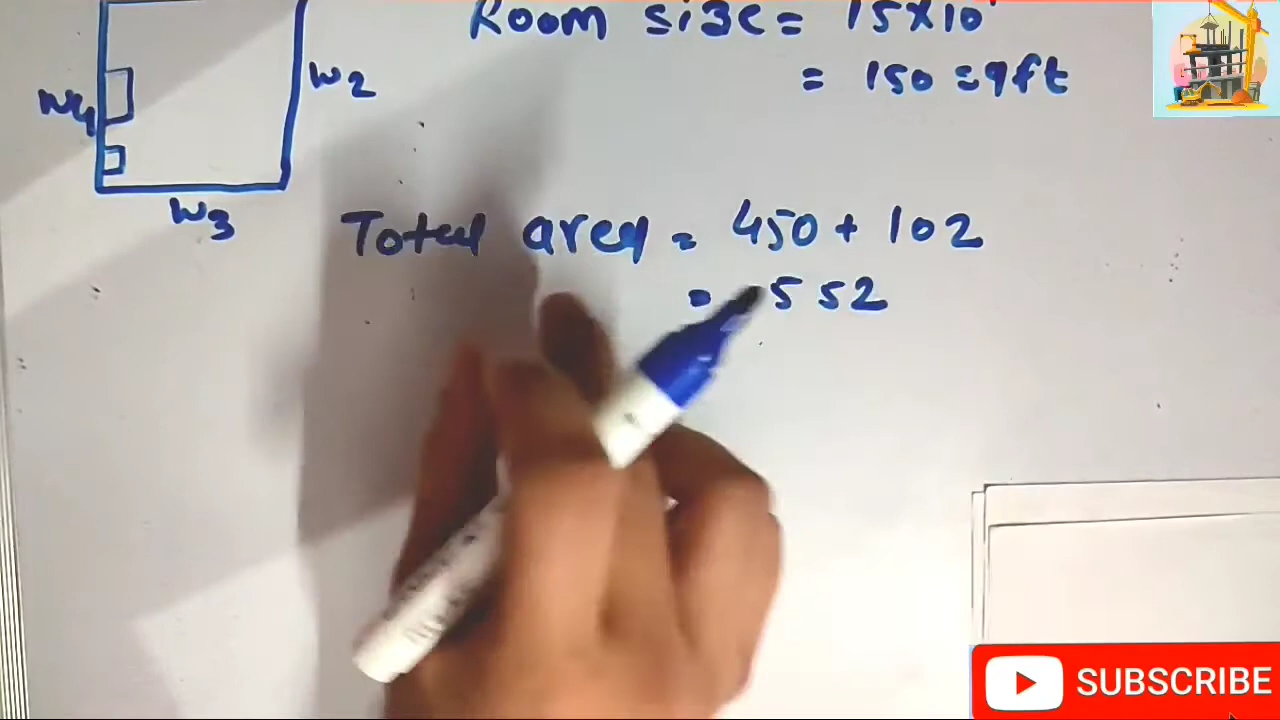 Room size = 15x10'
= 150 sqft
W4
W2
W3
Total area = 450 + 102
= 552
SUBSCRIBE